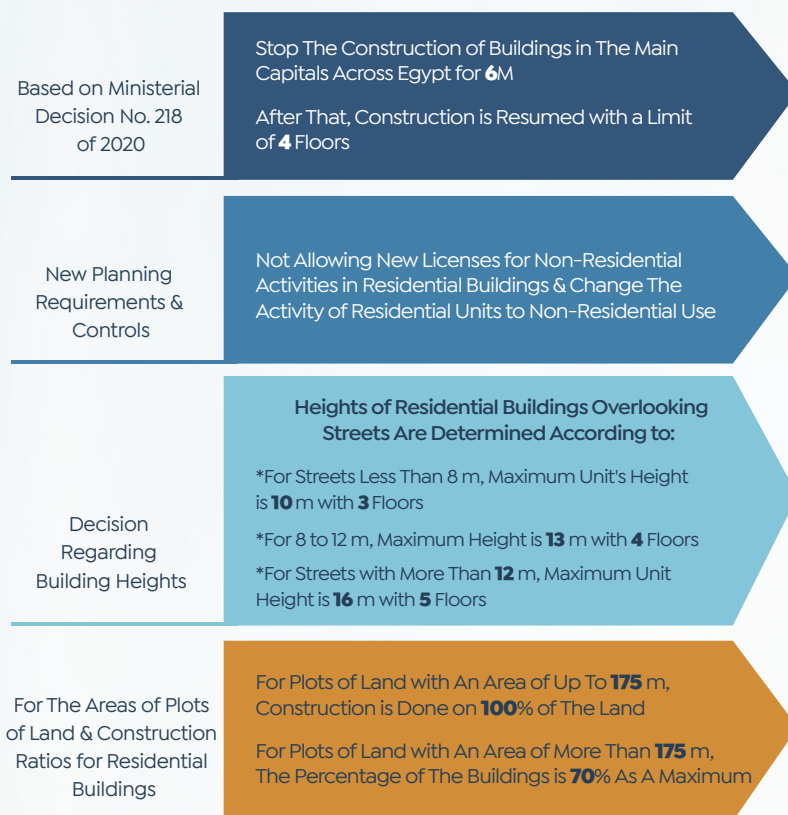 Based on Ministerial
Decision No. 218
of 2020
Stop The Construction of Buildings in The Main
Capitals Across Egypt for 6M
After That, Construction is Resumed with a Limit
of 4 Floors
New Planning
Requirements &
Controls
Not Allowing New Licenses for Non-Residential
Activities in Residential Buildings & Change The
Activity of Residential Units to Non-Residential Use
Decision
Regarding
Building Heights
Heights of Residential Buildings Overlooking
Streets Are Determined According to:
*For Streets Less Than 8 m, Maximum Unit's Height
is 10 m with 3 Floors
*For 8 to 12 m, Maximum Height is 13 m with 4 Floors
*For Streets with More Than 12 m, Maximum Unit
Height is 16 m with 5 Floors
For The Areas of Plots
of Land & Construction
Ratios for Residential
Buildings
For Plots of Land with An Area of Up To 175 m,
Construction is Done on 100% of The Land
For Plots of Land with An Area of More Than 175 m,
The Percentage of The Buildings is 70% As A Maximum